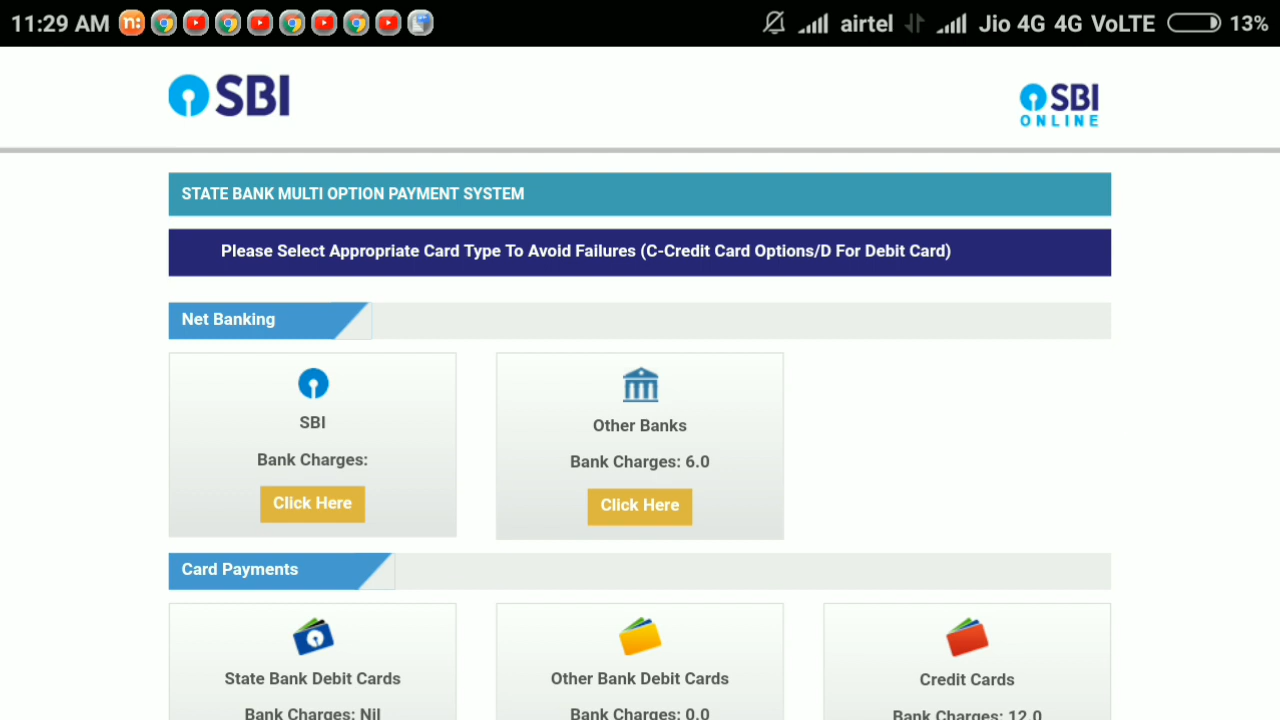 11:29 AM n: airtel Jio 4G 4G VoLTE 13%
SBI
SBI
ONLINE
STATE BANK MULTI OPTION PAYMENT SYSTEM
Please Select Appropriate Card Type To Avoid Failures (C-Credit Card Options/D For Debit Card)
Net Banking
SBI
Bank Charges:
Click Here
Other Banks
Bank Charges: 6.0
Click Here
Card Payments
State Bank Debit Cards
Bank Charges: Nil
Other Bank Debit Cards
Bank Charges: 0.0
Credit Cards
Bank Charges: 12.0